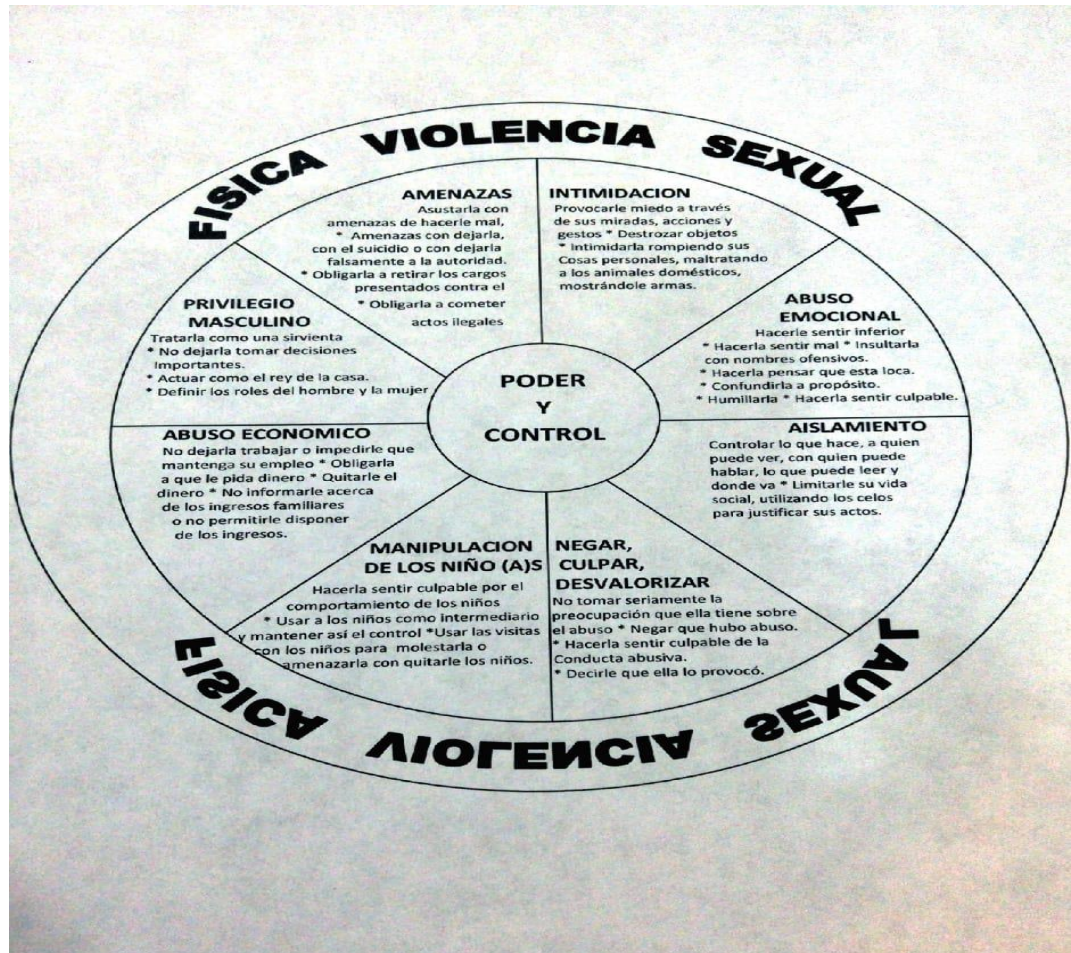 FISICA VIOLENCIA SEXUAL
AMENAZAS
Asustarla con
amenazas de hacerle mal,
* Amenazas con dejarla,
con el suicidio o con dejarla
falsamente a la autoridad.
* Obligarla a retirar los cargos
presentados contra el
* Obligarla a cometer
actos ilegales
INTIMIDACION
Provocarle miedo a través
de sus miradas, acciones y
gestos * Destrozar objetos
* Intimidarla rompiendo sus
Cosas personales, maltratando
a los animales domésticos,
mostrándole armas.
ABUSO
EMOCIONAL
Hacerle sentir inferior
* Hacerla sentir mal * Insultarla
con nombres ofensivos.
* Hacerla pensar que esta loca.
* Confundirla a propósito.
* Humillarla * Hacerla sentir culpable.
AISLAMIENTO
Controlar lo que hace, a quien
puede ver, con quien puede
hablar, lo que puede leer y
donde va * Limitarle su vida
social, utilizando los celos
para justificar sus actos.
NEGAR,
CULPAR,
DESVALORIZAR
No tomar seriamente la
preocupación que ella tiene sobre
el abuso * Negar que hubo abuso.
* Hacerla sentir culpable de la
Conducta abusiva.
* Decirle que ella lo provocó.
MANIPULACION
DE LOS NIÑO (A)S
Hacerla sentir culpable por el
comportamiento de los niños
* Usar a los niños como intermediario
y mantener así el control *Usar las visitas
con los niños para molestarla o
amenazarla con quitarle los niños.
ABUSO ECONOMICO
No dejarla trabajar o impedirle que
mantenga su empleo * Obligarla
a que le pida dinero * Quitarle el
dinero * No informarle acerca
de los ingresos familiares
o no permitirle disponer
de los ingresos.
PRIVILEGIO
MASCULINO
Tratarla como una sirvienta
* No dejarla tomar decisiones
Importantes.
* Actuar como el rey de la casa.
* Definir los roles del hombre y la mujer
PODER
Y
CONTROL
FISICA VIOLENCIA SEXUAL